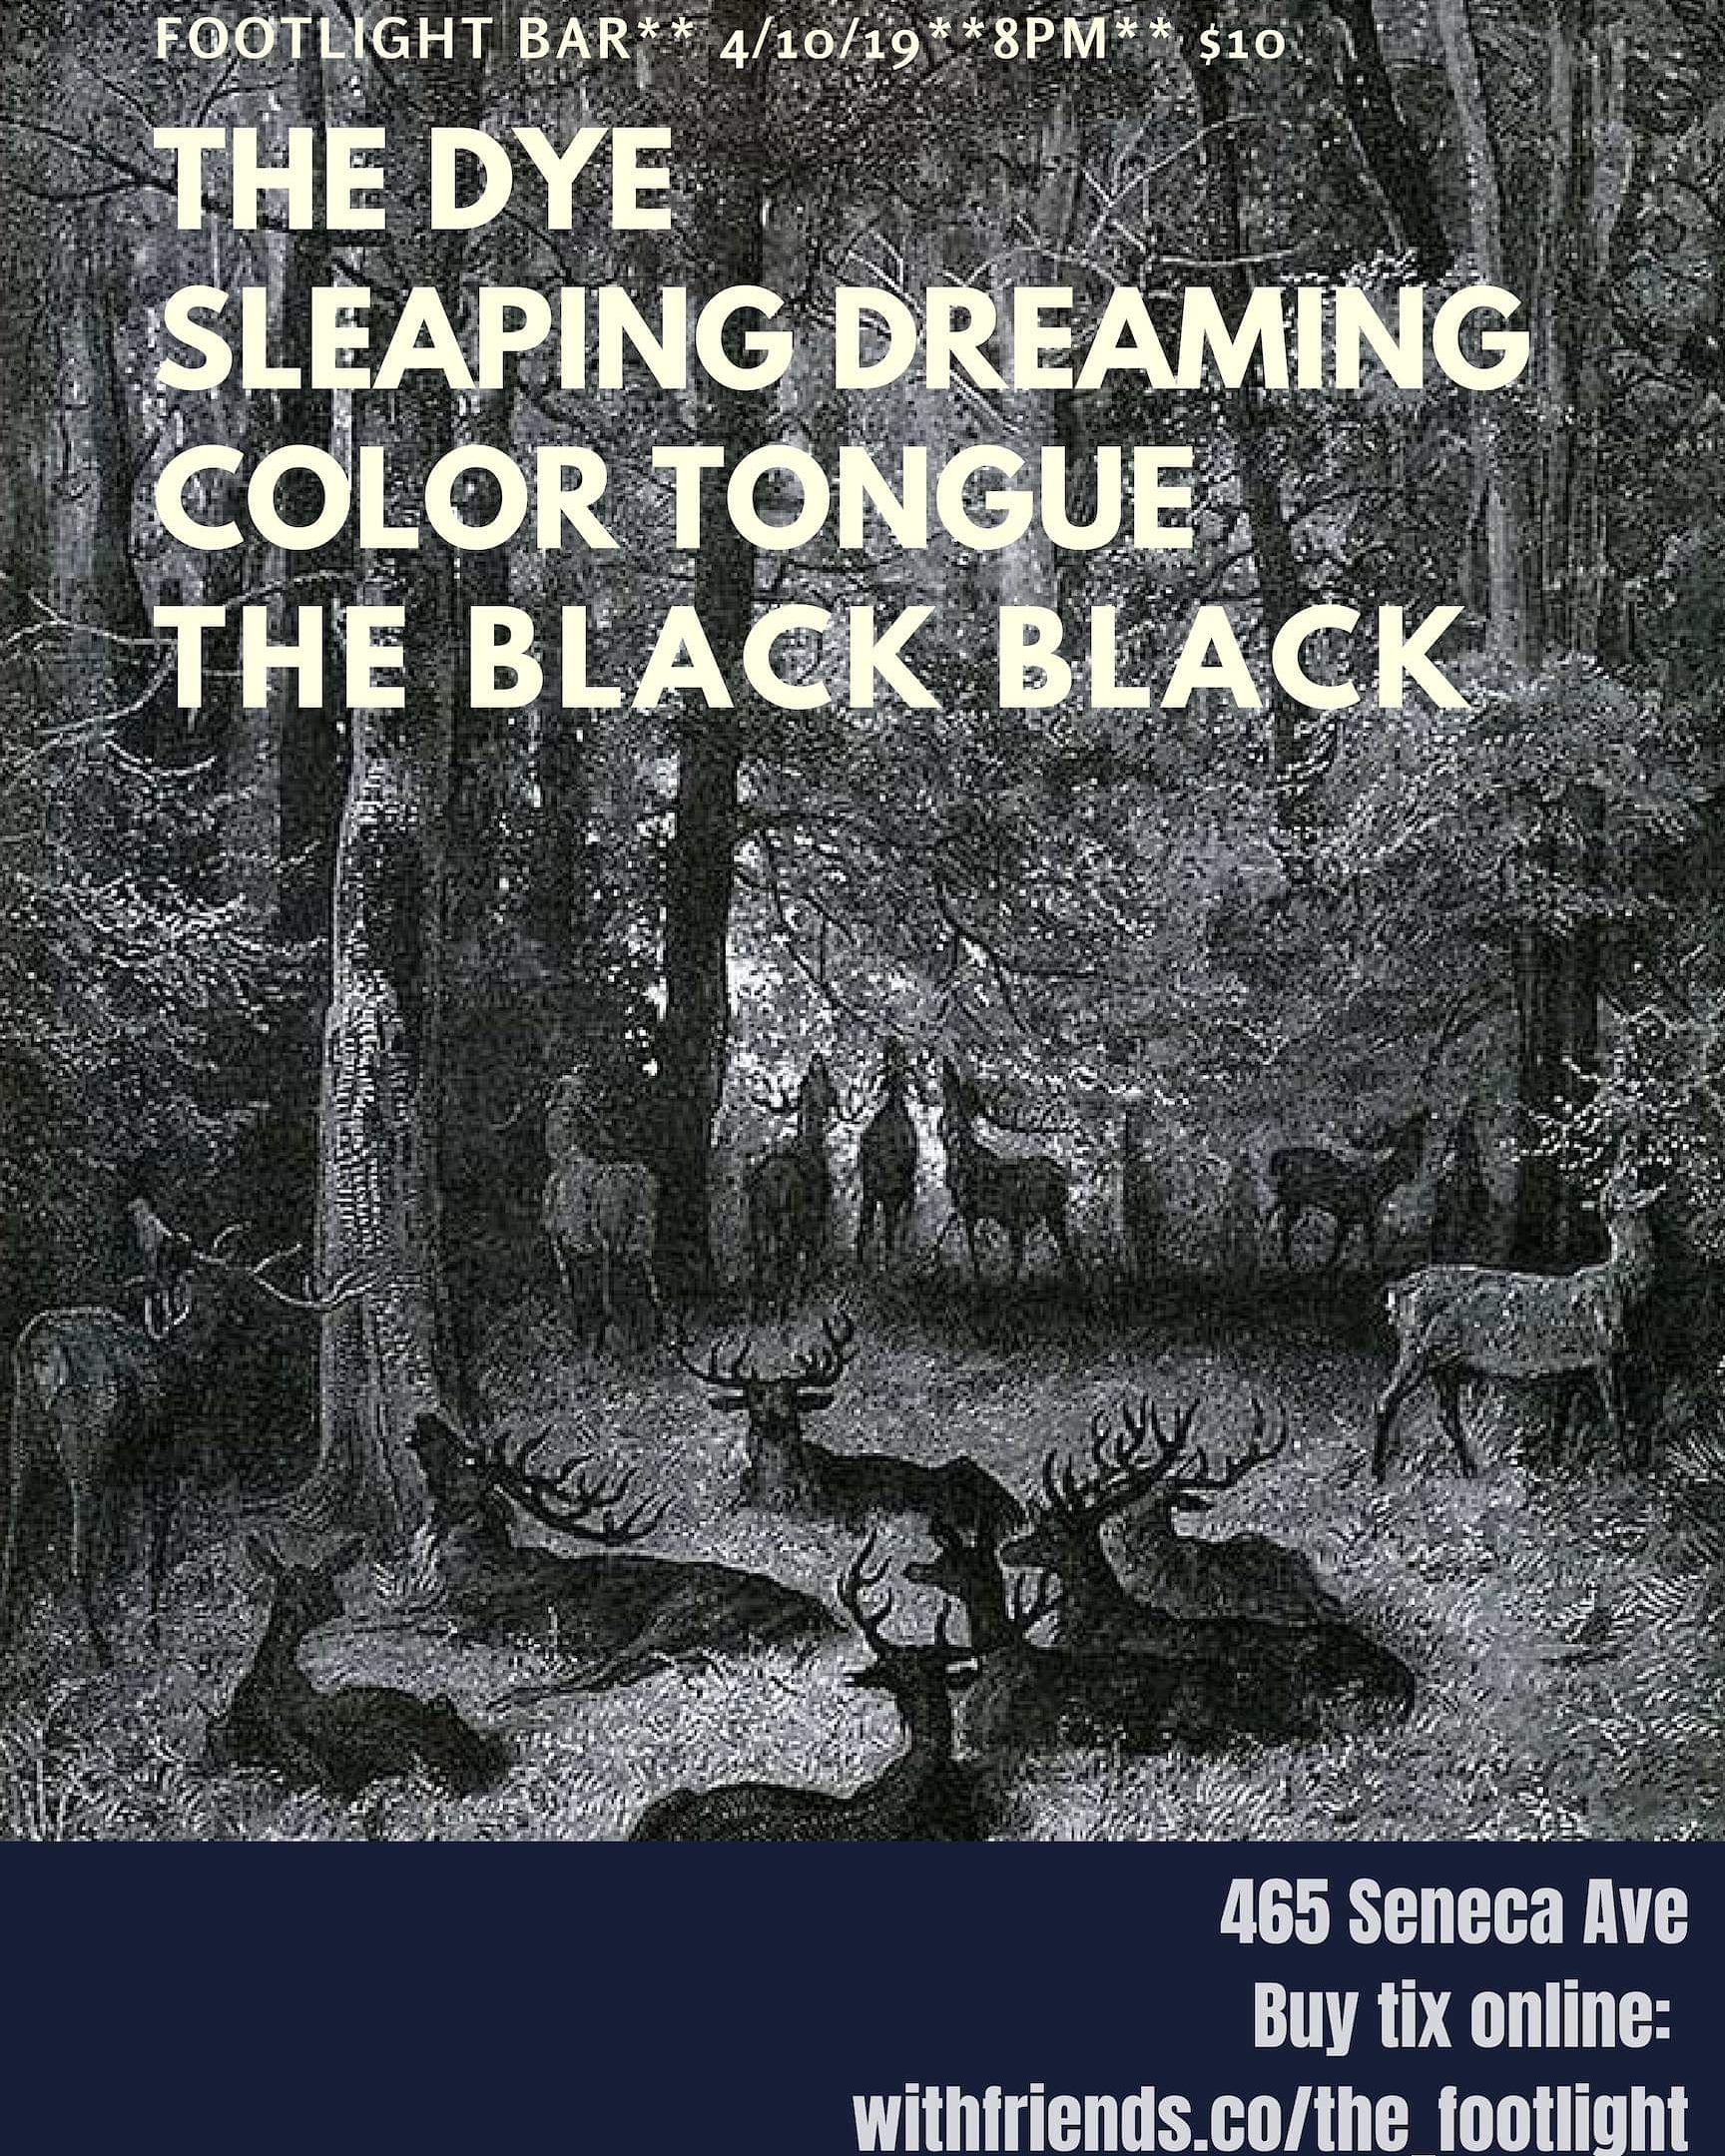 FOOTLIGHT BAR** 4/10/19**8PM** $10
THE DYE
SLEAPING DREAMING
COLOR TONGUE
THE BLACK BLACK
465 Seneca Ave
Buy tix online:
withfriends.co/the_footlight